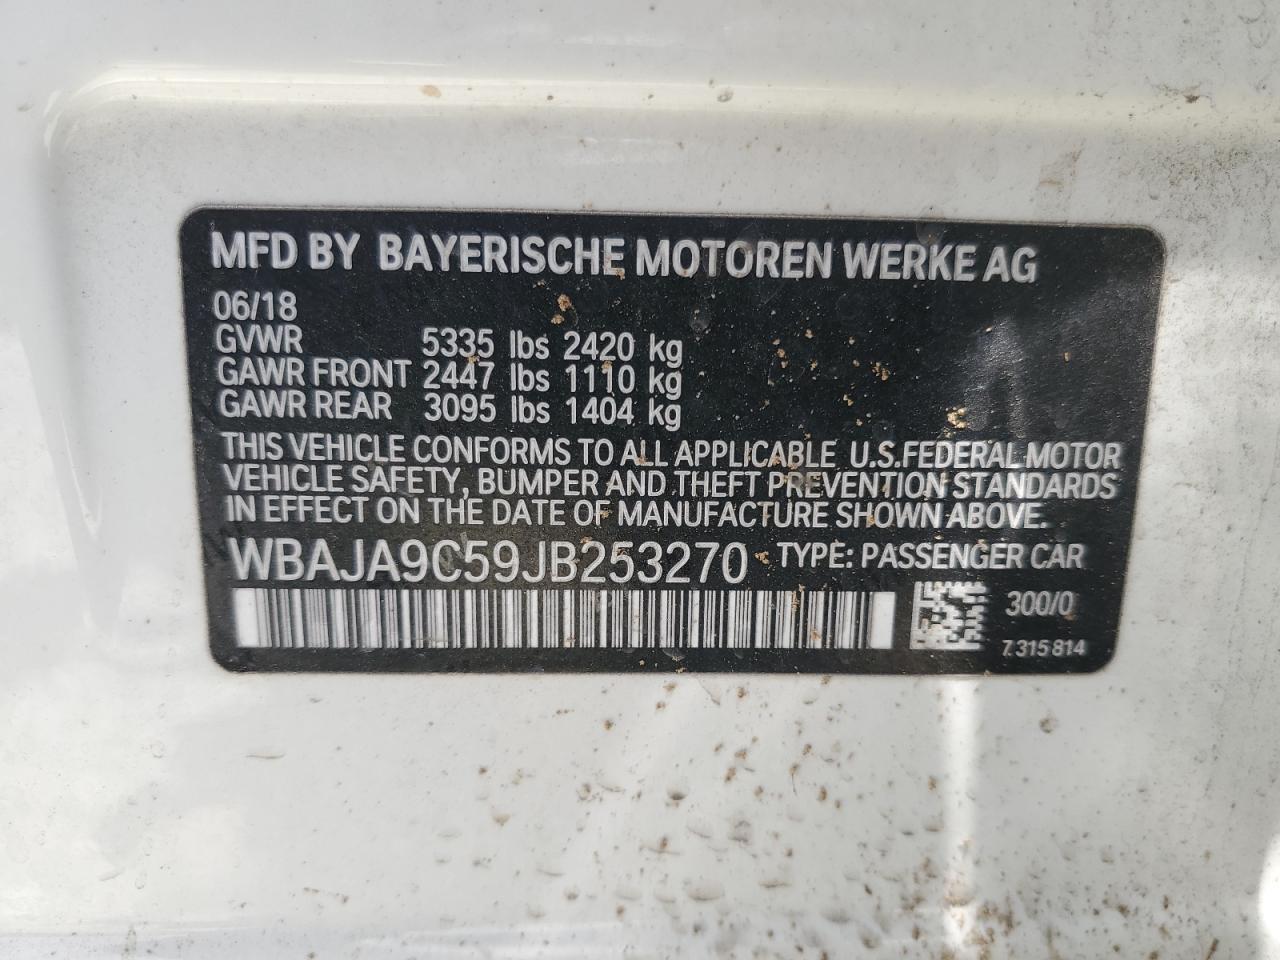 MFD BY BAYERISCHE MOTOREN WERKE AG
06/18
GVWR 5335 lbs 2420 kg
GAWR FRONT 2447 lbs 1110 kg
GAWR REAR 3095 lbs 1404 kg
THIS VEHICLE CONFORMS TO ALL APPLICABLE U.S.FEDERAL MOTOR
VEHICLE SAFETY, BUMPER AND THEFT PREVENTION STANDARDS
IN EFFECT ON THE DATE OF MANUFACTURE SHOWN ABOVE.
WBAJA9C59JB253270 TYPE: PASSENGER CAR
300/0
7.315 814